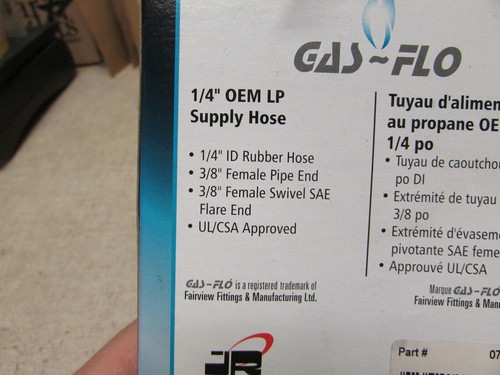 GAS~FLO
1/4" OEM LP
Supply Hose
• 1/4" ID Rubber Hose
• 3/8" Female Pipe End
• 3/8" Female Swivel SAE
Flare End
• UL/CSA Approved
GAS~FLO is a registered trademark of
Fairview Fittings & Manufacturing Ltd.
Tuyau d'alimen
au propane OE
1/4 po
• Tuyau de caoutcho
po DI
• Extrémité de tuyau
3/8 po
• Extrémité d'évaseme
pivotante SAE feme
• Approuvé UL/CSA
Marque GAS~FLO
Fairview Fittings & Man
Part # 07